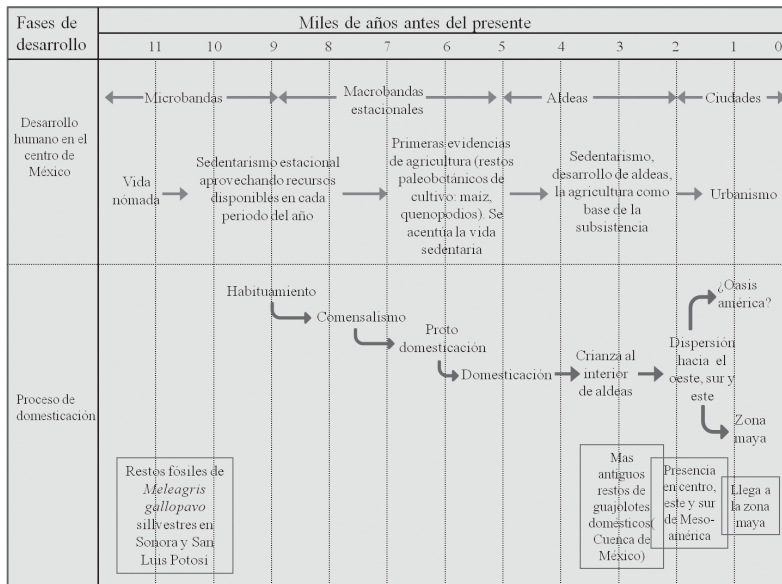 Fases de
desarrollo
Miles de años antes del presente
11 10 9 8 7 6 5 4 3 2 1 0
Desarrollo
humano en el
centro de
México
Microbandas
Macrobandas
estacionales
Aldeas
Ciudades
Vida
nómada
Sedentarismo estacional
aprovechando recursos
disponibles en cada
periodo del año
Primeras evidencias
de agricultura (restos
paleobotánicos de
cultivo: maíz,
quenopodios). Se
acentúa la vida
sedentaria
Sedentarismo,
desarrollo de aldeas,
la agricultura como
base de la
subsistencia
Urbanismo
Proceso de
domesticación
Habituamiento
Comensalismo
Proto
domesticación
Domesticación
Crianza al
interior de
aldeas
Dispersión
hacia el
oeste, sur y
este
¿Oasis
américa?
Zona
maya
Restos fósiles de
Meleagris
gallopavo
sillvestres en
Sonora y San
Luis Potosí
Mas
antiguos
restos de
guajolotes
domésticos(
Cuenca de
México)
Presencia
en centro,
este y sur
de Meso-
américa
Llega a
la zona
maya